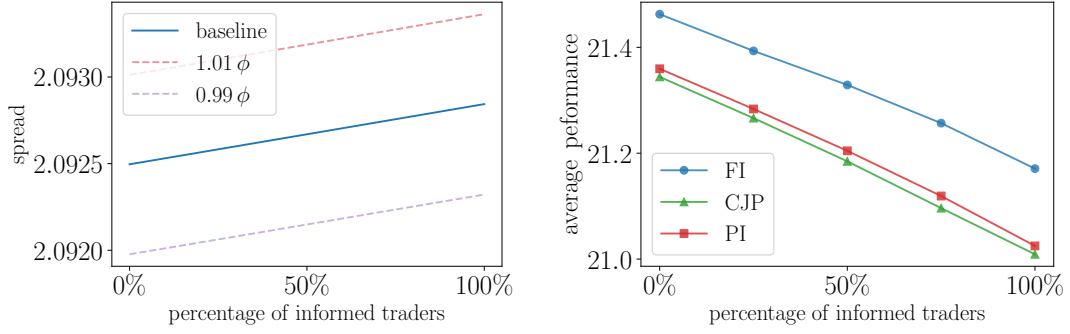 spread
2.0930
2.0925
2.0920
baseline
1.01 ϕ
0.99 ϕ
0%
50%
100%
percentage of informed traders
average peformance
21.4
21.2
21.0
FI
CJP
PI
0%
50%
100%
percentage of informed traders